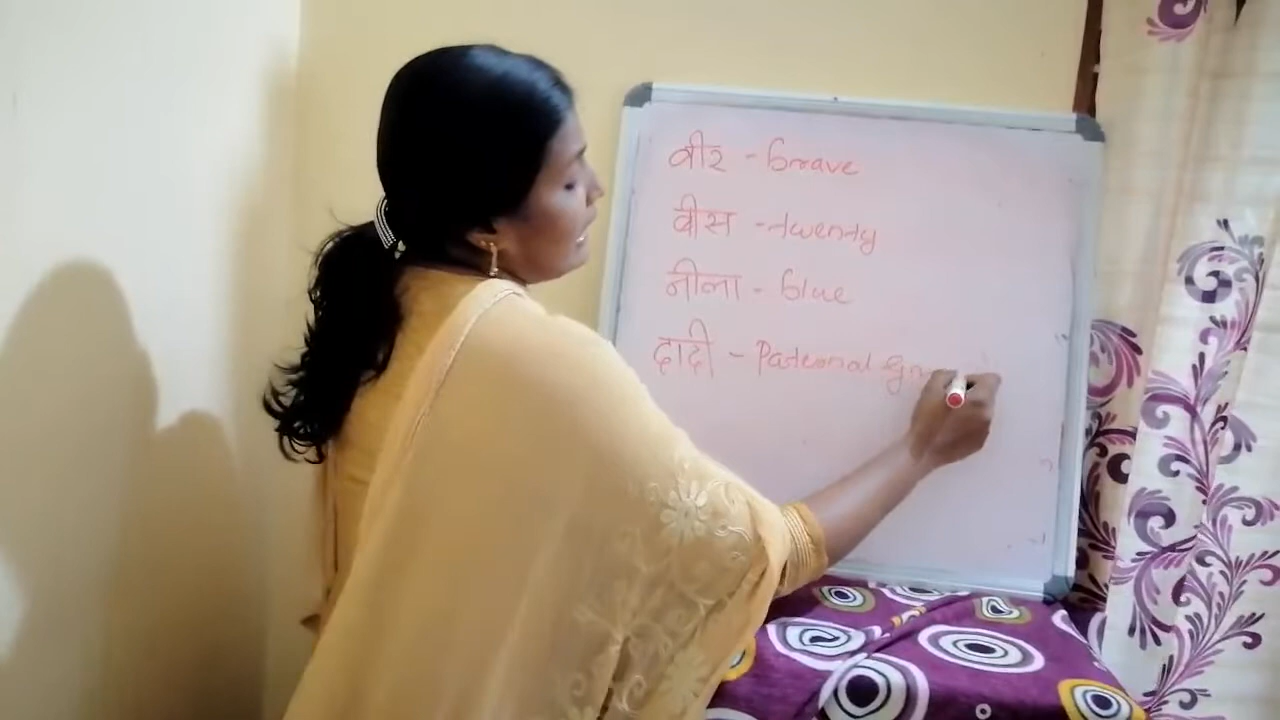 वीर - brave
बीस - twenty
नीला - blue
दादी - Paternal